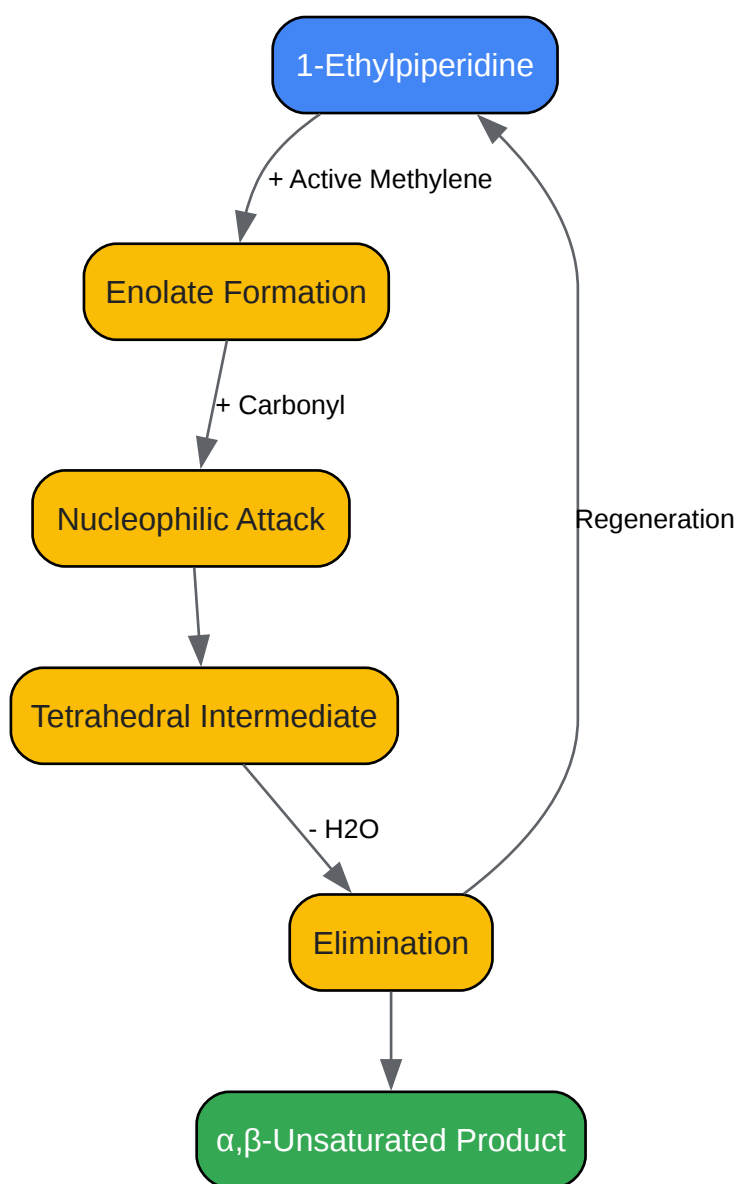 1-Ethylpiperidine
+ Active Methylene
Enolate Formation
+ Carbonyl
Nucleophilic Attack
Regeneration
Tetrahedral Intermediate
- H2O
Elimination
α,β-Unsaturated Product